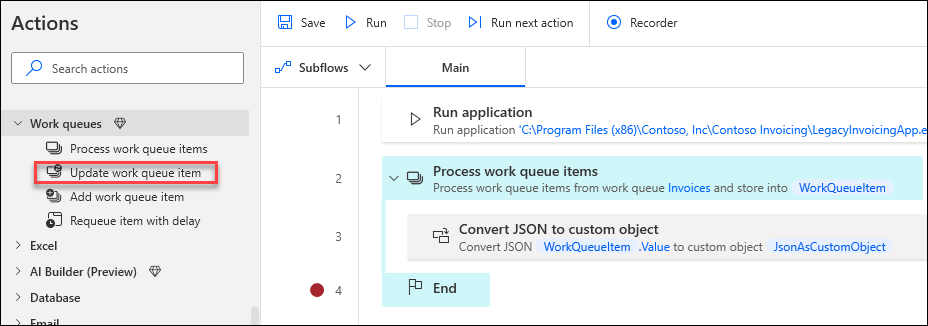 Actions
Search actions
Work queues
Process work queue items
Update work queue item
Add work queue item
Requeue item with delay
Excel
AI Builder (Preview)
Database
Email
Save Run Stop Run next action Recorder
Subflows Main
1 Run application
Run application 'C:\Program Files (x86)\Contoso, Inc\Contoso Invoicing\LegacyInvoicingApp.e
2 Process work queue items
Process work queue items from work queue Invoices and store into WorkQueueItem
3 Convert JSON to custom object
Convert JSON WorkQueueItem .Value to custom object JsonAsCustomObject
4 End